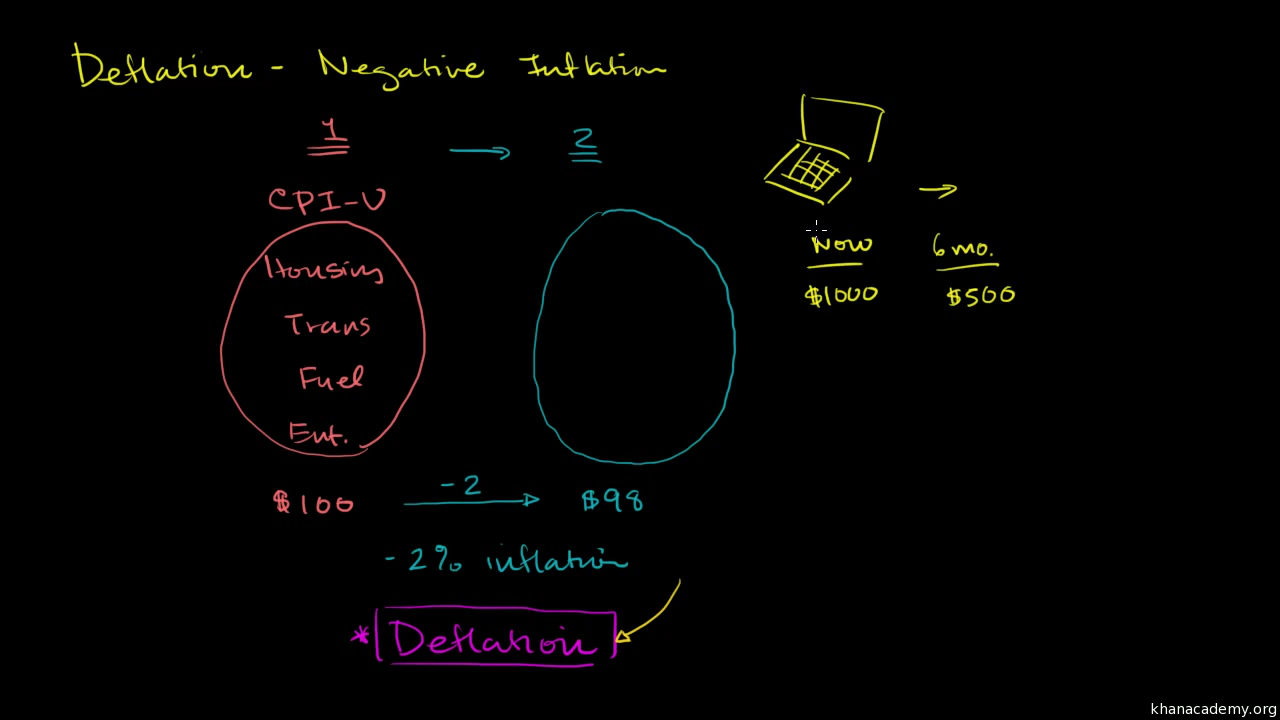 Deflation - Negative Inflation
1 → 2
CPI-U
Housing
Trans
Fuel
Ent.
$100 -2 $98
-2% inflation
* Deflation
→
Now 6 mo.
$1000 $500
khanacademy.org